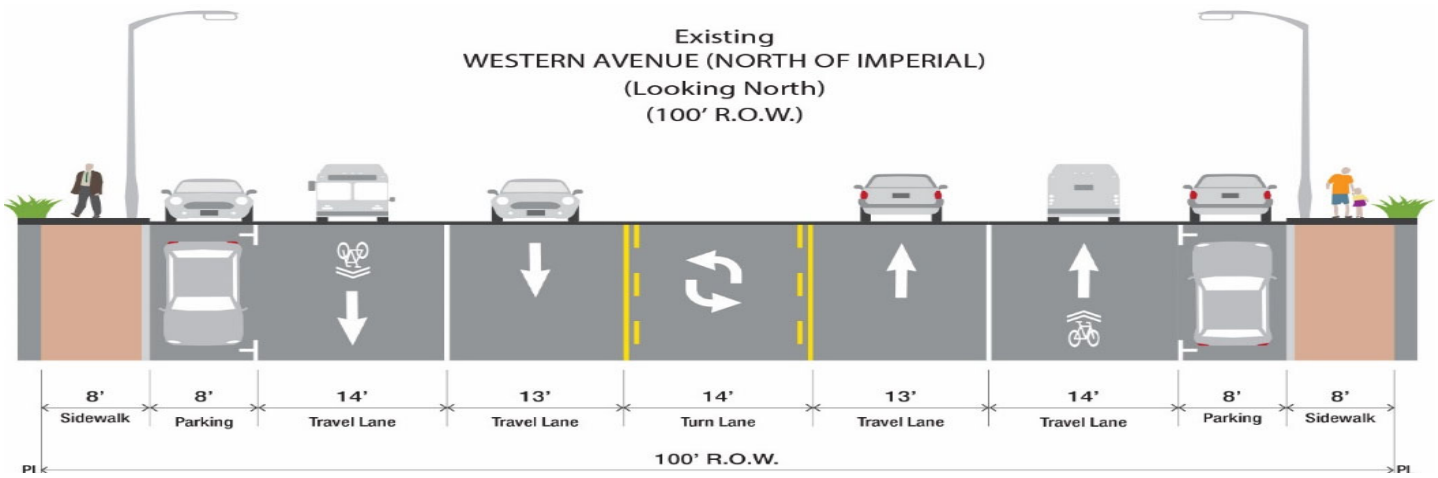 Existing
WESTERN AVENUE (NORTH OF IMPERIAL)
(Looking North)
(100' R.O.W.)
8' 8' 14' 13' 14' 13' 14' 8' 8'
Sidewalk Parking Travel Lane Travel Lane Turn Lane Travel Lane Travel Lane Parking Sidewalk
PL 100' R.O.W. PL